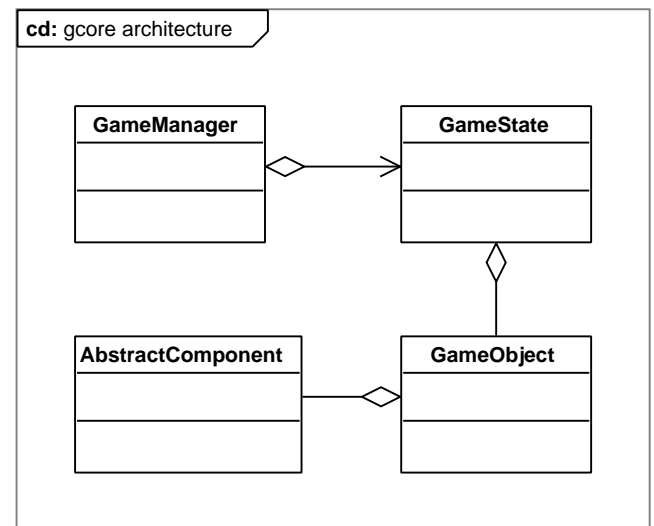 cd: gcore architecture
GameManager
GameState
AbstractComponent
GameObject